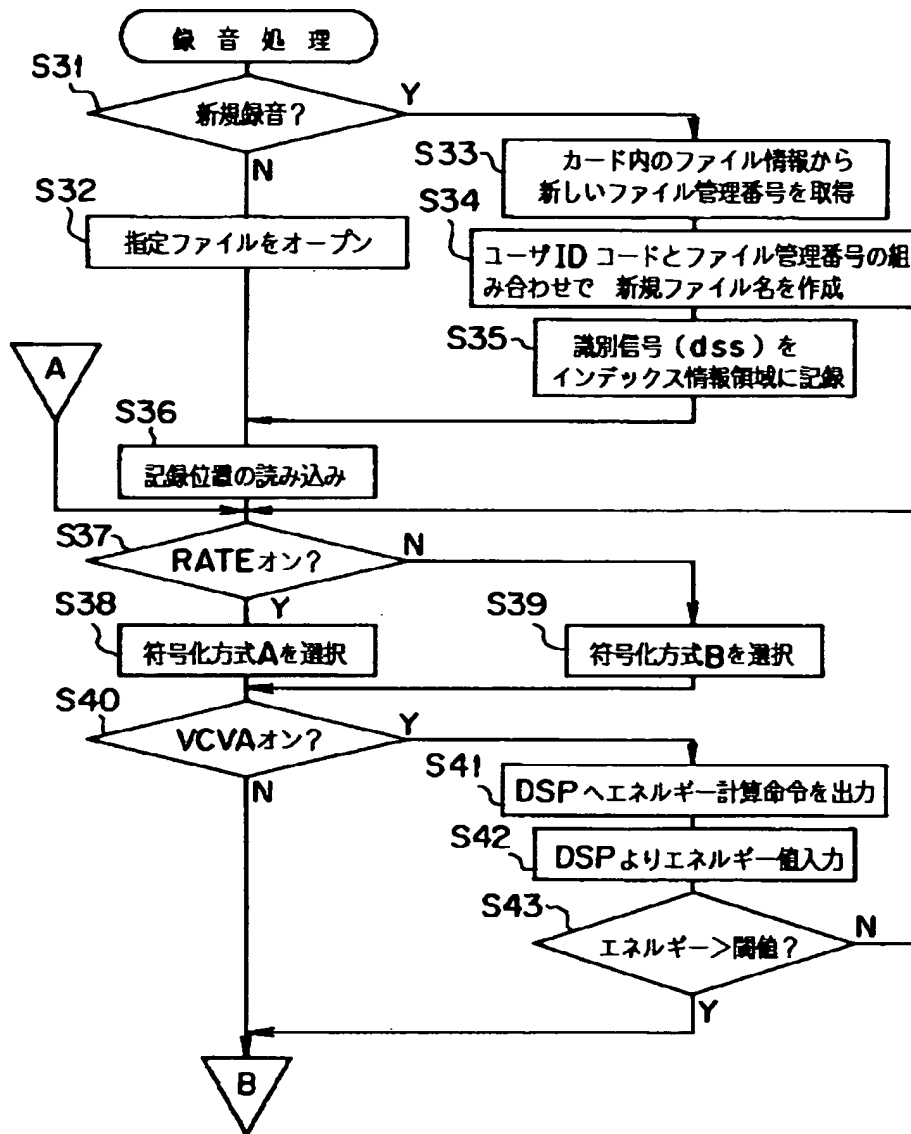 録音処理
S31
新規録音?
Y
N
S33
カード内のファイル情報から
新しいファイル管理番号を取得
S32
指定ファイルをオープン
S34
ユーザIDコードとファイル管理番号の組
み合わせで 新規ファイル名を作成
S35
識別信号(dss)を
インデックス情報領域に記録
A
S36
記録位置の読み込み
S37
RATEオン?
N
Y
S38
符号化方式Aを選択
S39
符号化方式Bを選択
S40
VCVAオン?
Y
N
S41
DSPへエネルギー計算命令を出力
S42
DSPよりエネルギー値入力
S43
エネルギー>閾値?
N
Y
B